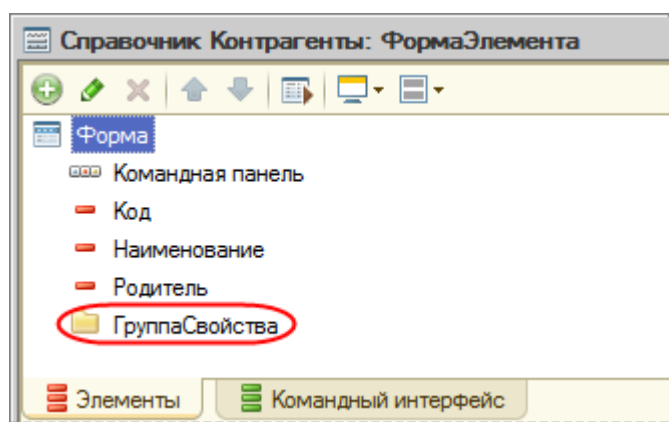 Справочник Контрагенты: ФормаЭлемента
Форма
Командная панель
Код
Наименование
Родитель
ГруппаСвойства
Элементы Командный интерфейс